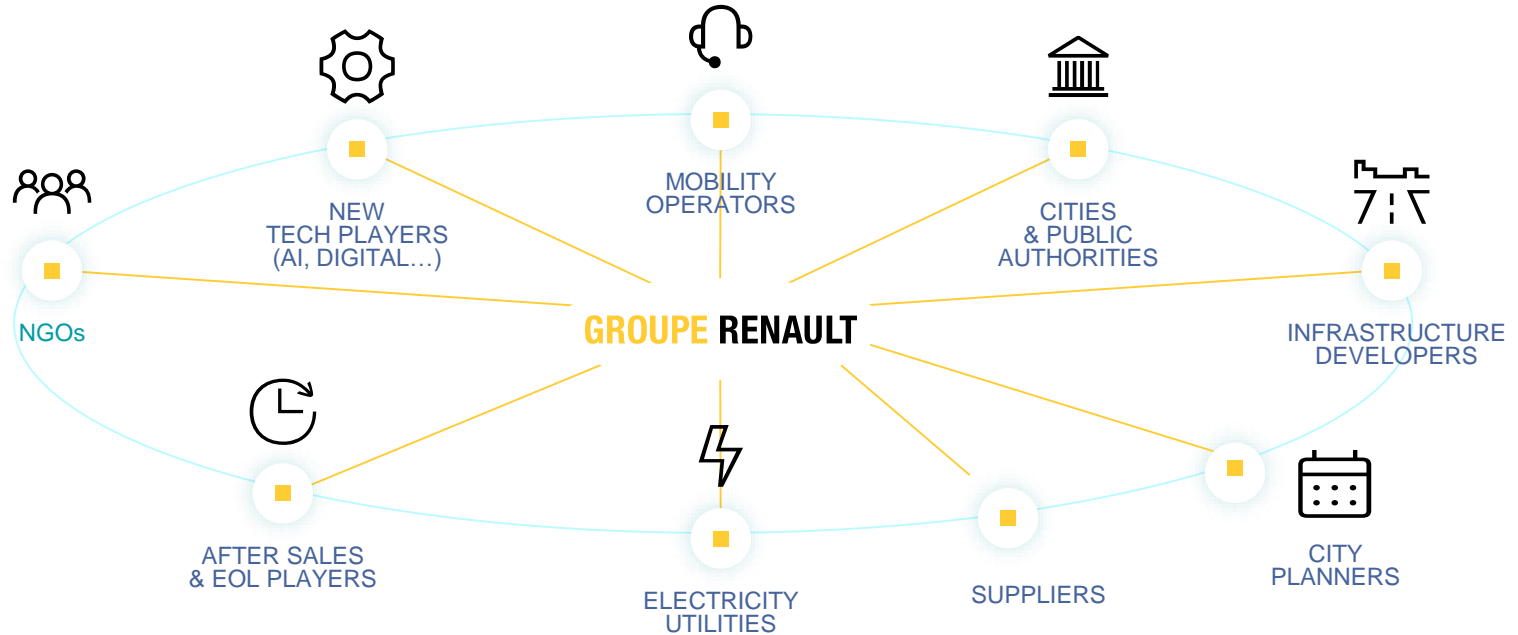 MOBILITY
OPERATORS
NEW
TECH PLAYERS
(AI, DIGITAL…)
CITIES
& PUBLIC
AUTHORITIES
NGOs
GROUPE RENAULT
INFRASTRUCTURE
DEVELOPERS
AFTER SALES
& EOL PLAYERS
ELECTRICITY
UTILITIES
SUPPLIERS
CITY
PLANNERS